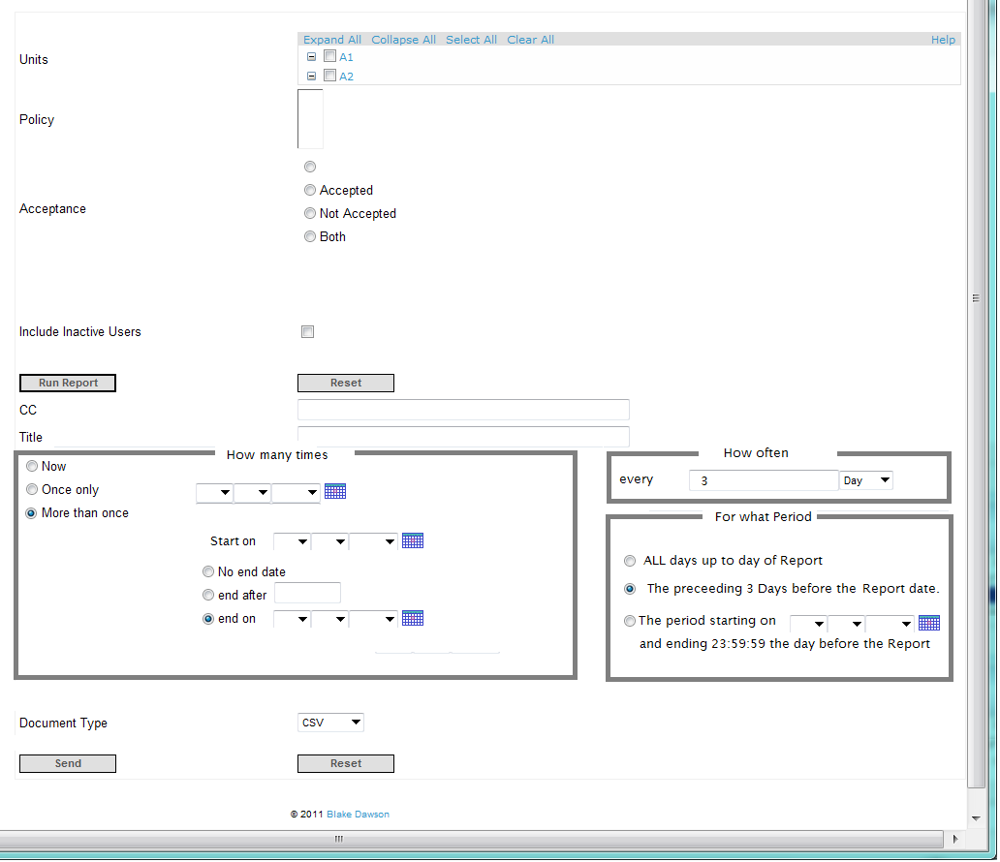 Expand All Collapse All Select All Clear All Help
Units
A1
A2
Policy
Acceptance
Accepted
Not Accepted
Both
Include Inactive Users
Run Report Reset
CC
Title
How many times
Now
Once only
More than once
Start on
No end date
end after
end on
How often
every 3 Day
For what Period
ALL days up to day of Report
The preceeding 3 Days before the Report date.
The period starting on
and ending 23:59:59 the day before the Report
Document Type CSV
Send Reset
© 2011 Blake Dawson